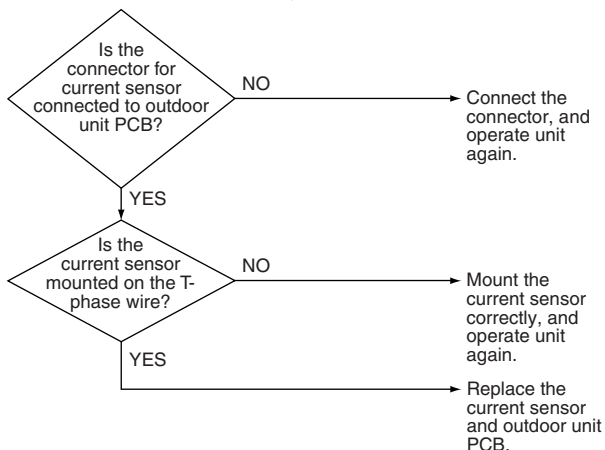 Is the
connector for
current sensor
connected to outdoor
unit PCB?
NO
Connect the
connector, and
operate unit
again.
YES
Is the
current sensor
mounted on the T-
phase wire?
NO
Mount the
current sensor
correctly, and
operate unit
again.
YES
Replace the
current sensor
and outdoor unit
PCB.